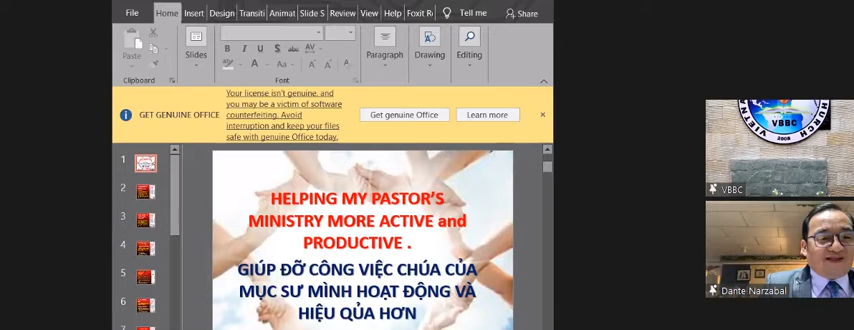 File Home Insert Design Transiti Animat Slide S Review View Help Foxit R Tell me Share
Paste
Slides
B I U S abc AV
A A A A
Paragraph
Drawing
Editing
Clipboard
Font
GET GENUINE OFFICE
Your license isn't genuine, and
you may be a victim of software
counterfeiting. Avoid
interruption and keep your files
safe with genuine Office today.
Get genuine Office
Learn more
1
2
3
4
5
6
HELPING MY PASTOR'S
MINISTRY MORE ACTIVE and
PRODUCTIVE .
GIÚP ĐỠ CÔNG VIỆC CHÚA CỦA
MỤC SƯ MÌNH HOẠT ĐỘNG VÀ
HIỆU QỦA HƠN
VBBC
2008
VBBC
Dante Narzabal